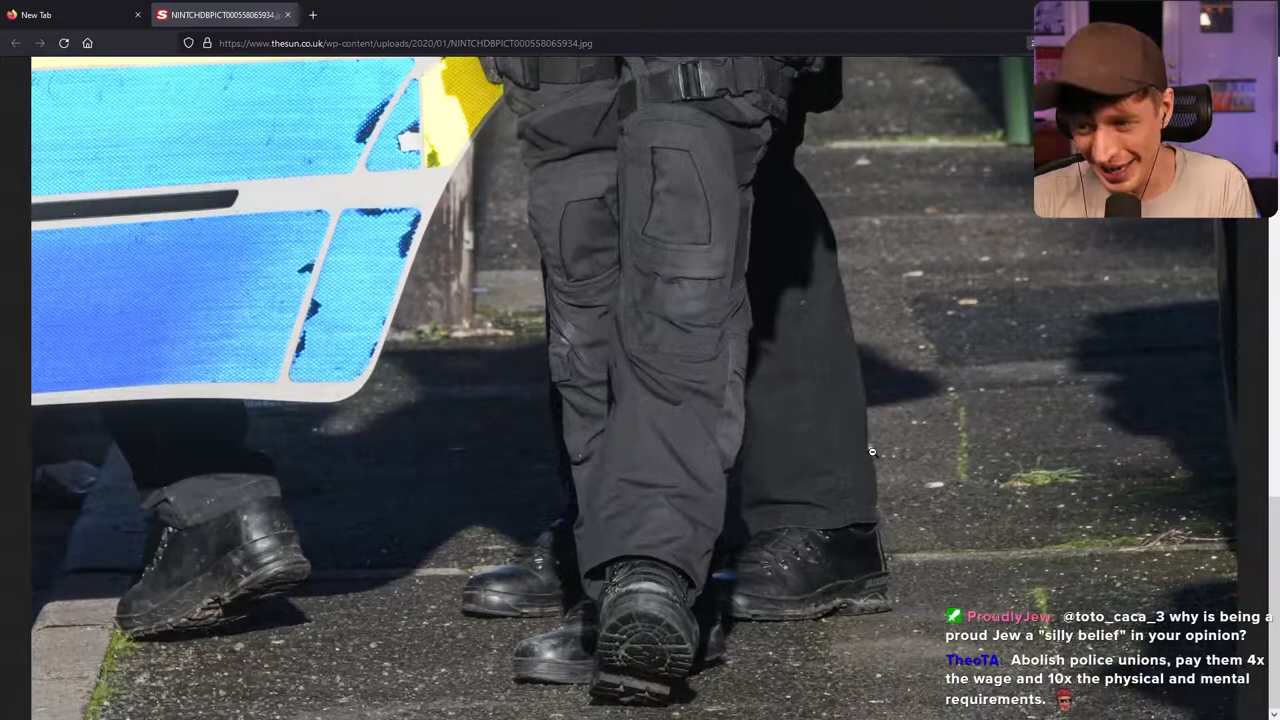 New Tab
NINTCHDBPICT000558065934.jp
https://www.thesun.co.uk/wp-content/uploads/2020/01/NINTCHDBPICT000558065934.jpg
ProudlyJew: @toto_caca_3 why is being a
proud Jew a "silly belief" in your opinion?
TheoTA: Abolish police unions, pay them 4x
the wage and 10x the physical and mental
requirements.